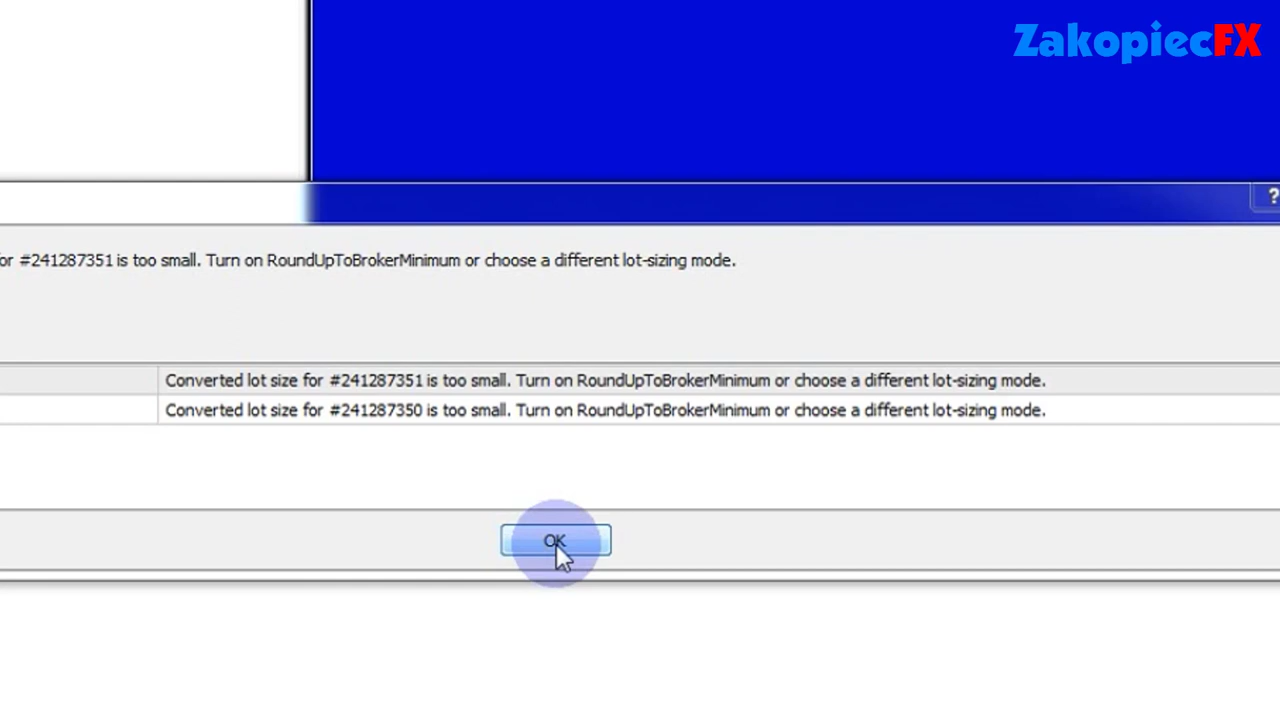 ZakopiecFX
?
or #241287351 is too small. Turn on RoundUpToBrokerMinimum or choose a different lot-sizing mode.
Converted lot size for #241287351 is too small. Turn on RoundUpToBrokerMinimum or choose a different lot-sizing mode.
Converted lot size for #241287350 is too small. Turn on RoundUpToBrokerMinimum or choose a different lot-sizing mode.
OK